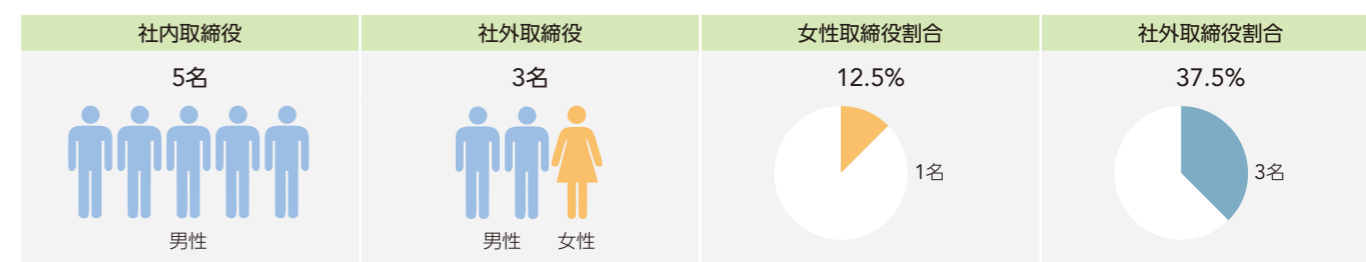 社内取締役
5名
男性
社外取締役
3名
男性 女性
女性取締役割合
12.5%
1名
社外取締役割合
37.5%
3名